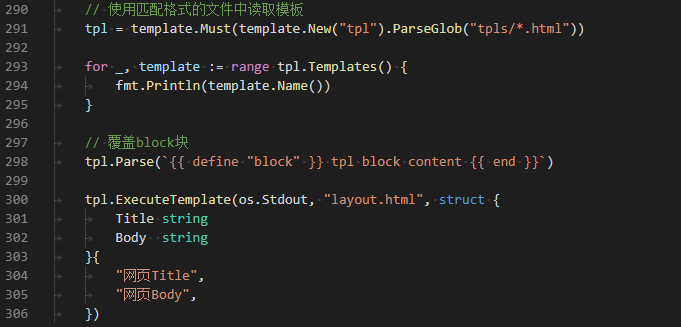 290 // 使用匹配格式的文件中读取模板
291 tpl = template.Must(template.New("tpl").ParseGlob("tpls/*.html"))
292
293 for _, template := range tpl.Templates() {
294 fmt.Println(template.Name())
295 }
296
297 // 覆盖block块
298 tpl.Parse(`{{ define "block" }} tpl block content {{ end }}`)
299
300 tpl.ExecuteTemplate(os.Stdout, "layout.html", struct {
301 Title string
302 Body string
303 }{
304 "网页Title",
305 "网页Body",
306 })